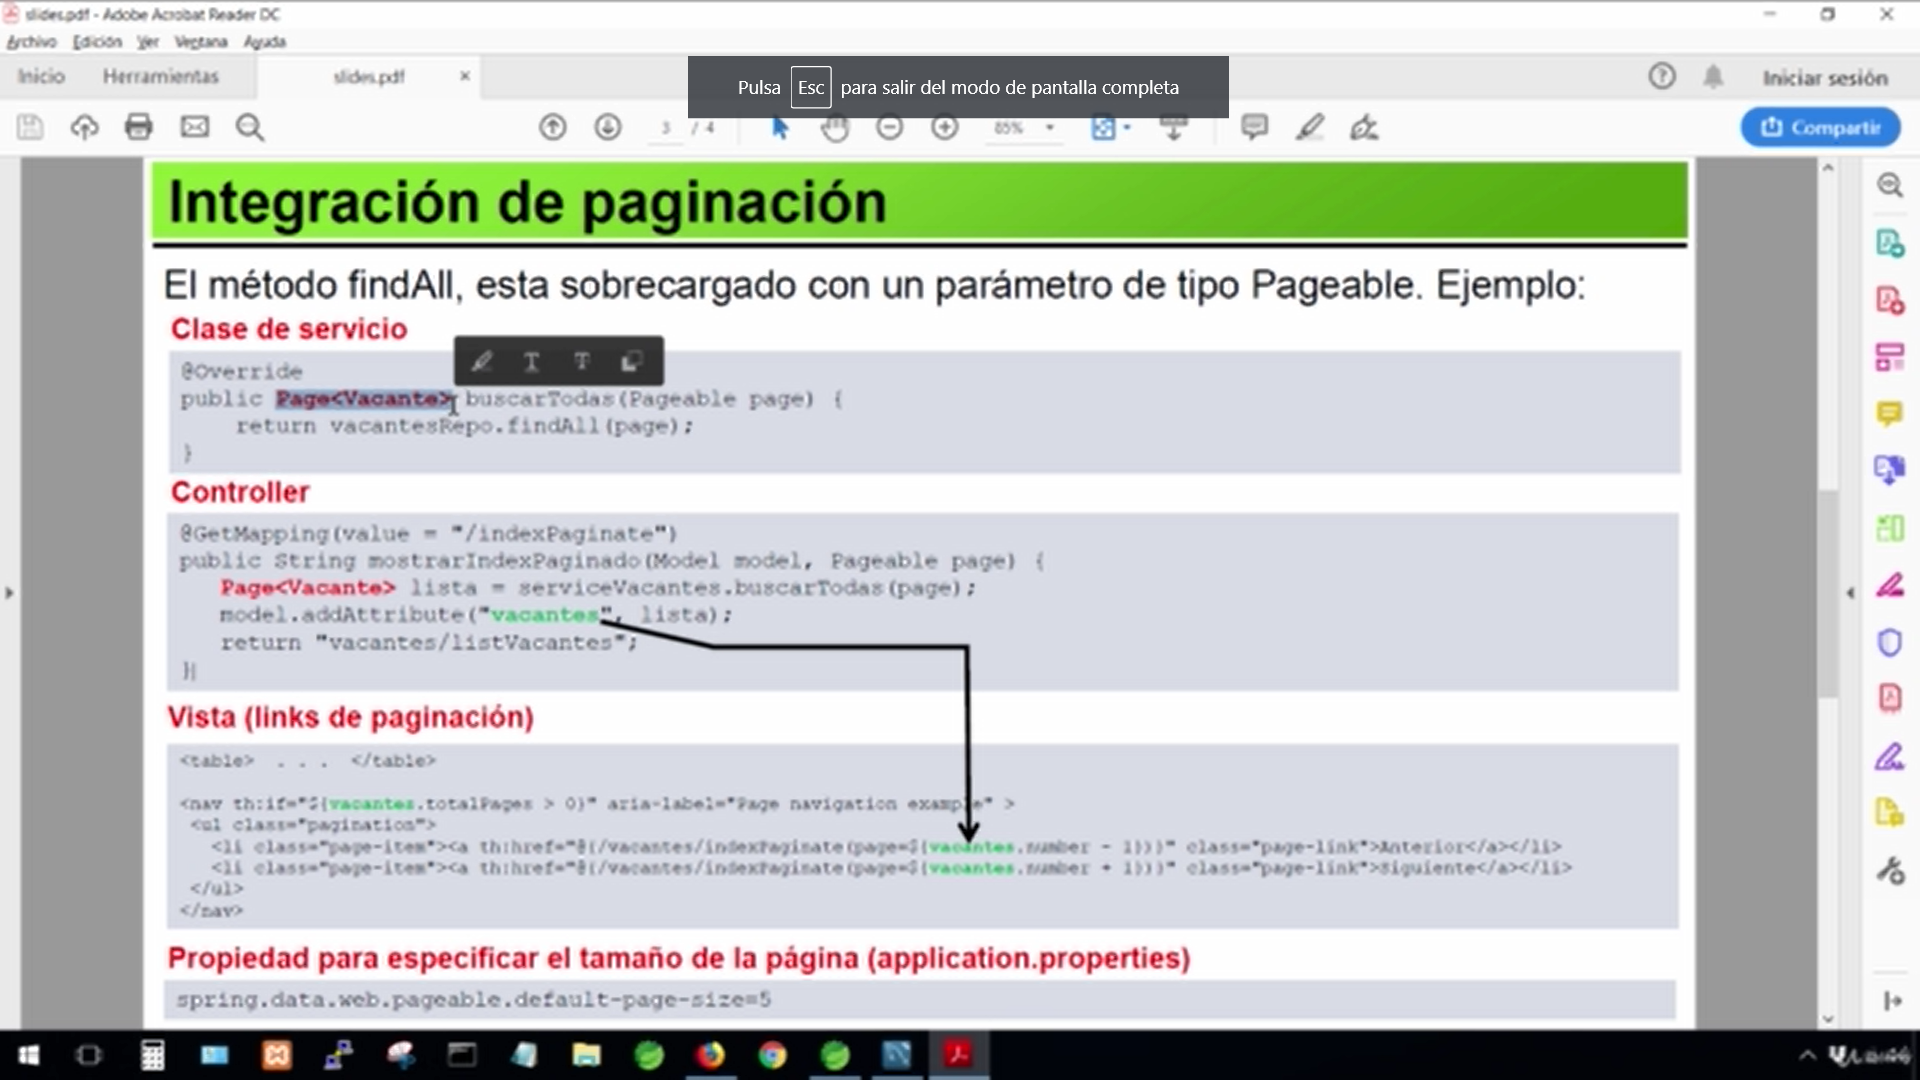 slides.pdf - Adobe Acrobat Reader DC
Archivo Edición Ver Ventana Ayuda
Inicio Herramientas slides.pdf × Iniciar sesión
Pulsa Esc para salir del modo de pantalla completa
3 / 4 85% Compartir
Integración de paginación
El método findAll, esta sobrecargado con un parámetro de tipo Pageable. Ejemplo:
Clase de servicio
@Override
public Page<Vacante> buscarTodas(Pageable page) {
return vacantesRepo.findAll(page);
}
Controller
@GetMapping(value = "/indexPaginate")
public String mostrarIndexPaginado(Model model, Pageable page) {
Page<Vacante> lista = serviceVacantes.buscarTodas(page);
model.addAttribute("vacantes", lista);
return "vacantes/listVacantes";
}
Vista (links de paginación)
<table> . . . </table>
<nav th:if="${vacantes.totalPages > 0}" aria-label="Page navigation example" >
<ul class="pagination">
<li class="page-item"><a th:href="@{/vacantes/indexPaginate(page=${vacantes.number - 1})}" class="page-link">Anterior</a></li>
<li class="page-item"><a th:href="@{/vacantes/indexPaginate(page=${vacantes.number + 1})}" class="page-link">Siguiente</a></li>
</ul>
</nav>
Propiedad para especificar el tamaño de la página (application.properties)
spring.data.web.pageable.default-page-size=5